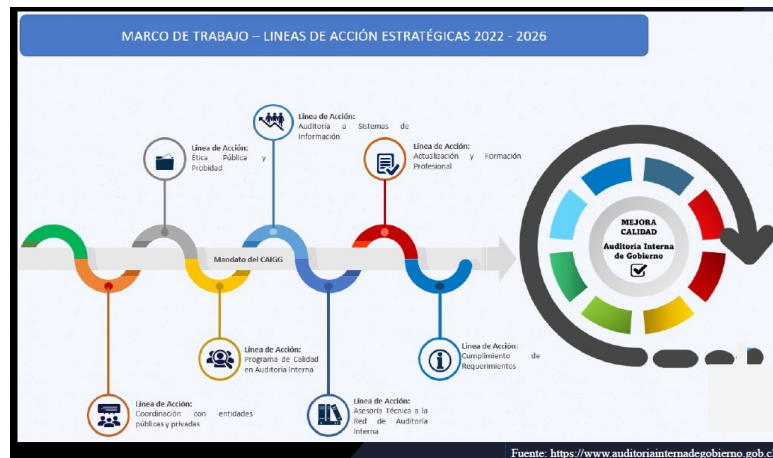 MARCO DE TRABAJO – LINEAS DE ACCIÓN ESTRATÉGICAS 2022 - 2026
Línea de Acción:
Auditoría a Sistemas de
Información
Línea de Acción:
Ética Pública y
Probidad
Línea de Acción:
Actualización y Formación
Profesional
Mandato del CAIGG
MEJORA
CALIDAD
Auditoría Interna
de Gobierno
Línea de Acción:
Programa de Calidad
en Auditoría Interna
Línea de Acción:
Cumplimiento de
Requerimientos
Línea de Acción:
Coordinación con entidades
públicas y privadas
Línea de Acción:
Asesoría Técnica a la
Red de Auditoría
Interna
Fuente: https://www.auditoriainternadegobierno.gob.c